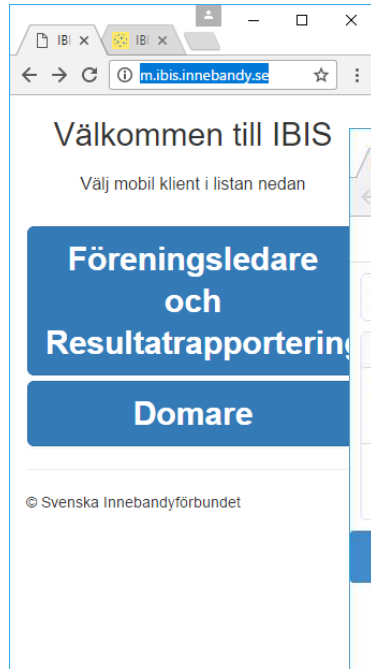 IBI
IBI
m.ibis.innebandy.se
Välkommen till IBIS
Välj mobil klient i listan nedan
Föreningsledare
och
Resultatrapportering
Domare
© Svenska Innebandyförbundet